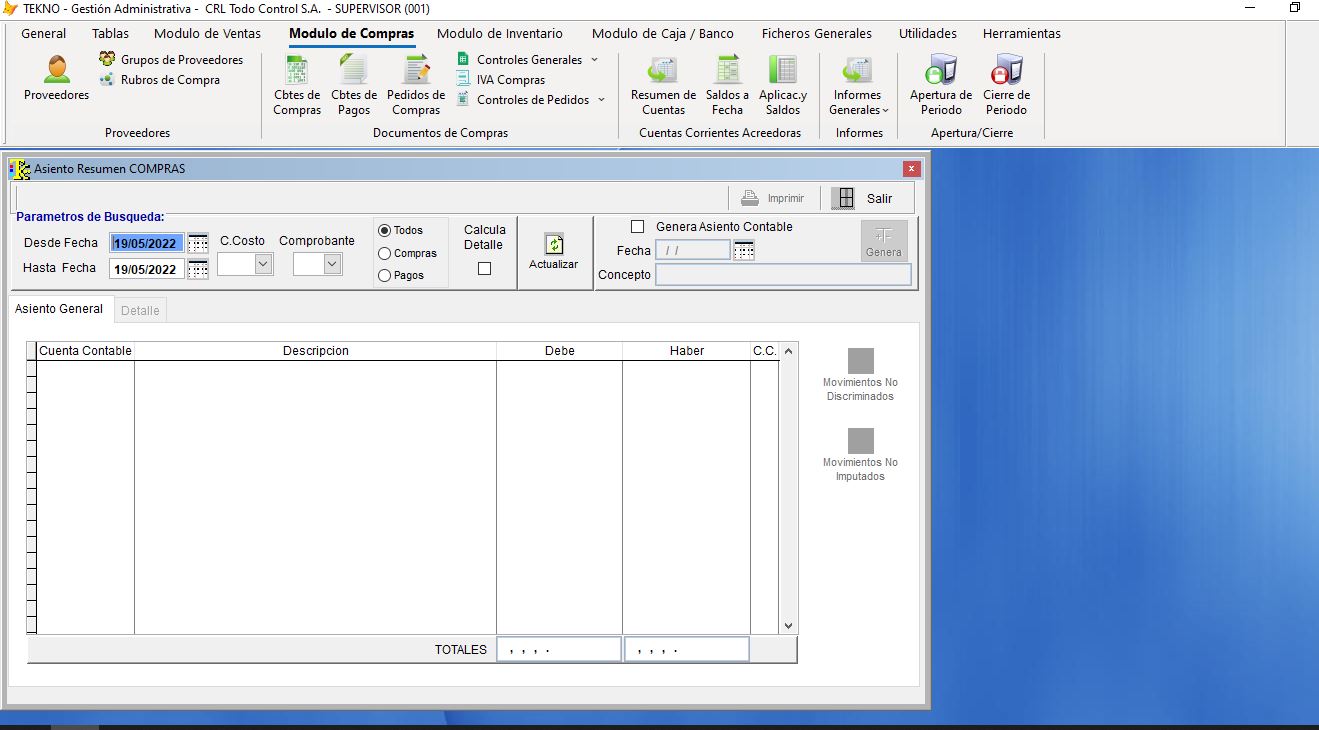 TEKNO - Gestión Administrativa - CRL Todo Control S.A. - SUPERVISOR (001)
General Tablas Modulo de Ventas Modulo de Compras Modulo de Inventario Modulo de Caja / Banco Ficheros Generales Utilidades Herramientas
Proveedores
Grupos de Proveedores
Rubros de Compra
Proveedores
Cbtes de Compras
Cbtes de Pagos
Pedidos de Compras
Controles Generales
IVA Compras
Controles de Pedidos
Documentos de Compras
Resumen de Cuentas
Saldos a Fecha
Aplicac.y Saldos
Cuentas Corrientes Acreedoras
Informes Generales
Informes
Apertura de Periodo
Cierre de Periodo
Apertura/Cierre
Asiento Resumen COMPRAS
Imprimir
Salir
Parametros de Busqueda:
Desde Fecha 19/05/2022
Hasta Fecha 19/05/2022
C.Costo
Comprobante
Todos
Compras
Pagos
Calcula
Detalle
Actualizar
Genera Asiento Contable
Fecha / /
Concepto
Genera
Asiento General Detalle
Cuenta Contable Descripcion Debe Haber C.C.
Movimientos No
Discriminados
Movimientos No
Imputados
TOTALES , , , . , , , .